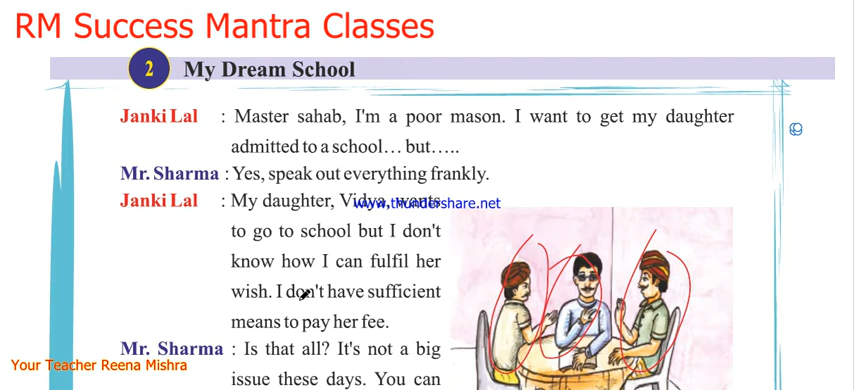 RM Success Mantra Classes
2 My Dream School
Janki Lal : Master sahab, I'm a poor mason. I want to get my daughter
admitted to a school... but.....
Mr. Sharma : Yes, speak out everything frankly.
Janki Lal : My daughter, Vidya, wants
www.thundershare.net
to go to school but I don't
know how I can fulfil her
wish. I don't have sufficient
means to pay her fee.
Mr. Sharma : Is that all? It's not a big
Your Teacher Reena Mishra
issue these days. You can